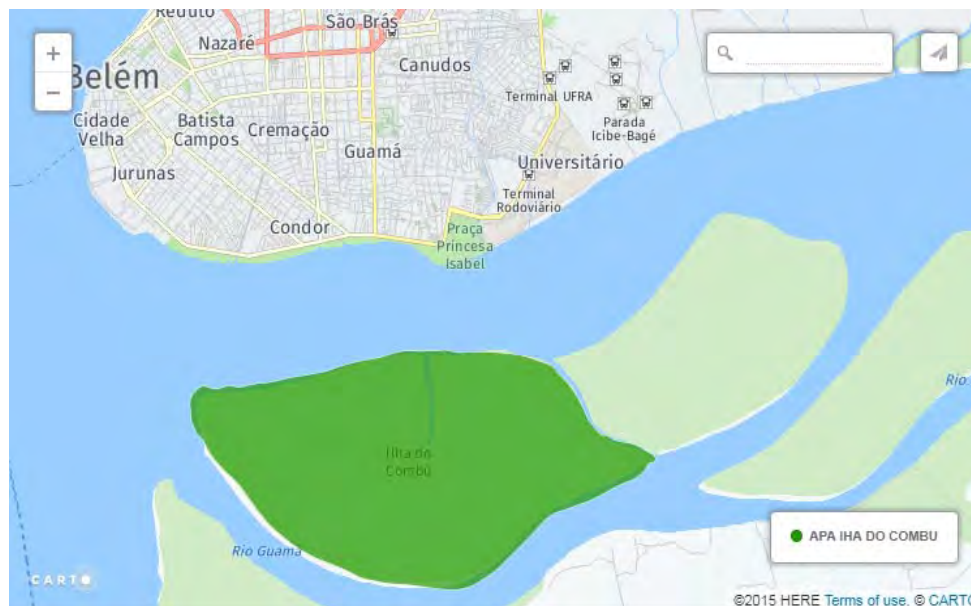 Reduto
São Brás
Nazaré
Belém
Canudos
Terminal UFRA
Cidade
Velha
Batista
Campos
Cremação
Parada
Icibe-Bagé
Guamá
Universitário
Jurunas
Terminal
Rodoviário
Condor
Praça
Princesa
Isabel
Rio
Ilha do
Combú
Rio Guama
APA IHA DO COMBU
CARTO
©2015 HERE Terms of use, © CARTO